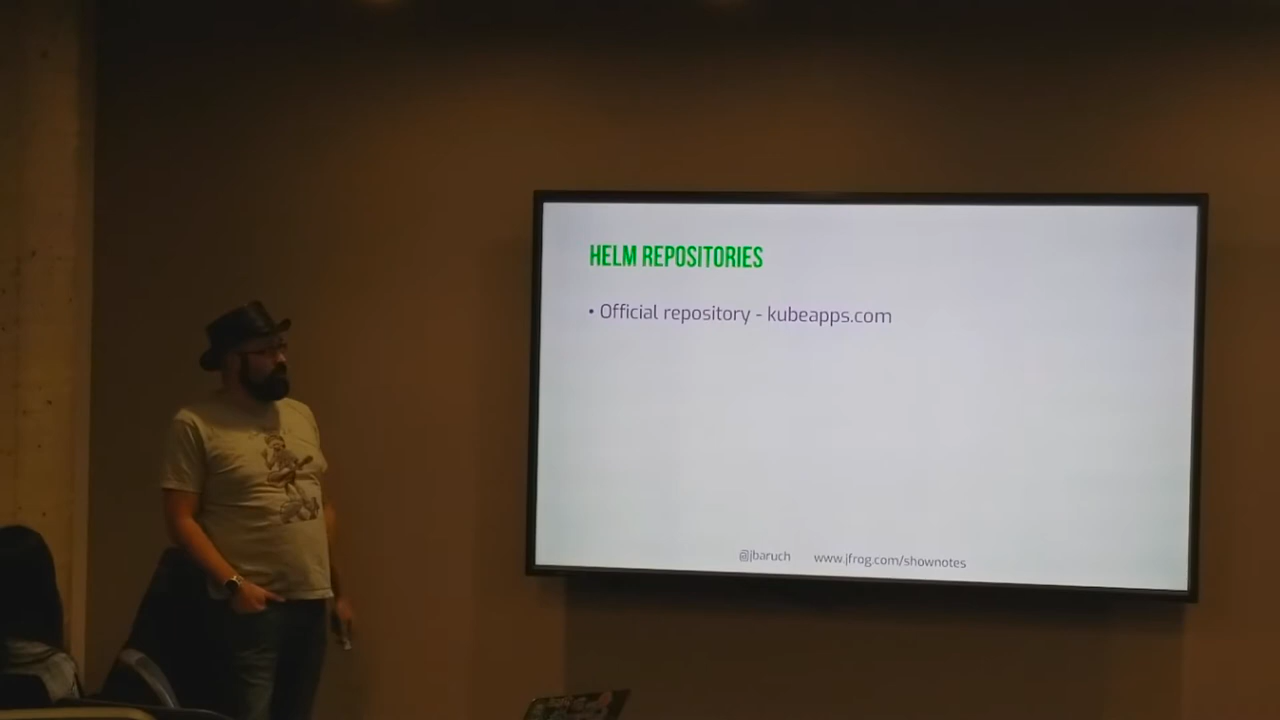 HELM REPOSITORIES
• Official repository - kubeapps.com
@jbaruch www.jfrog.com/shownotes